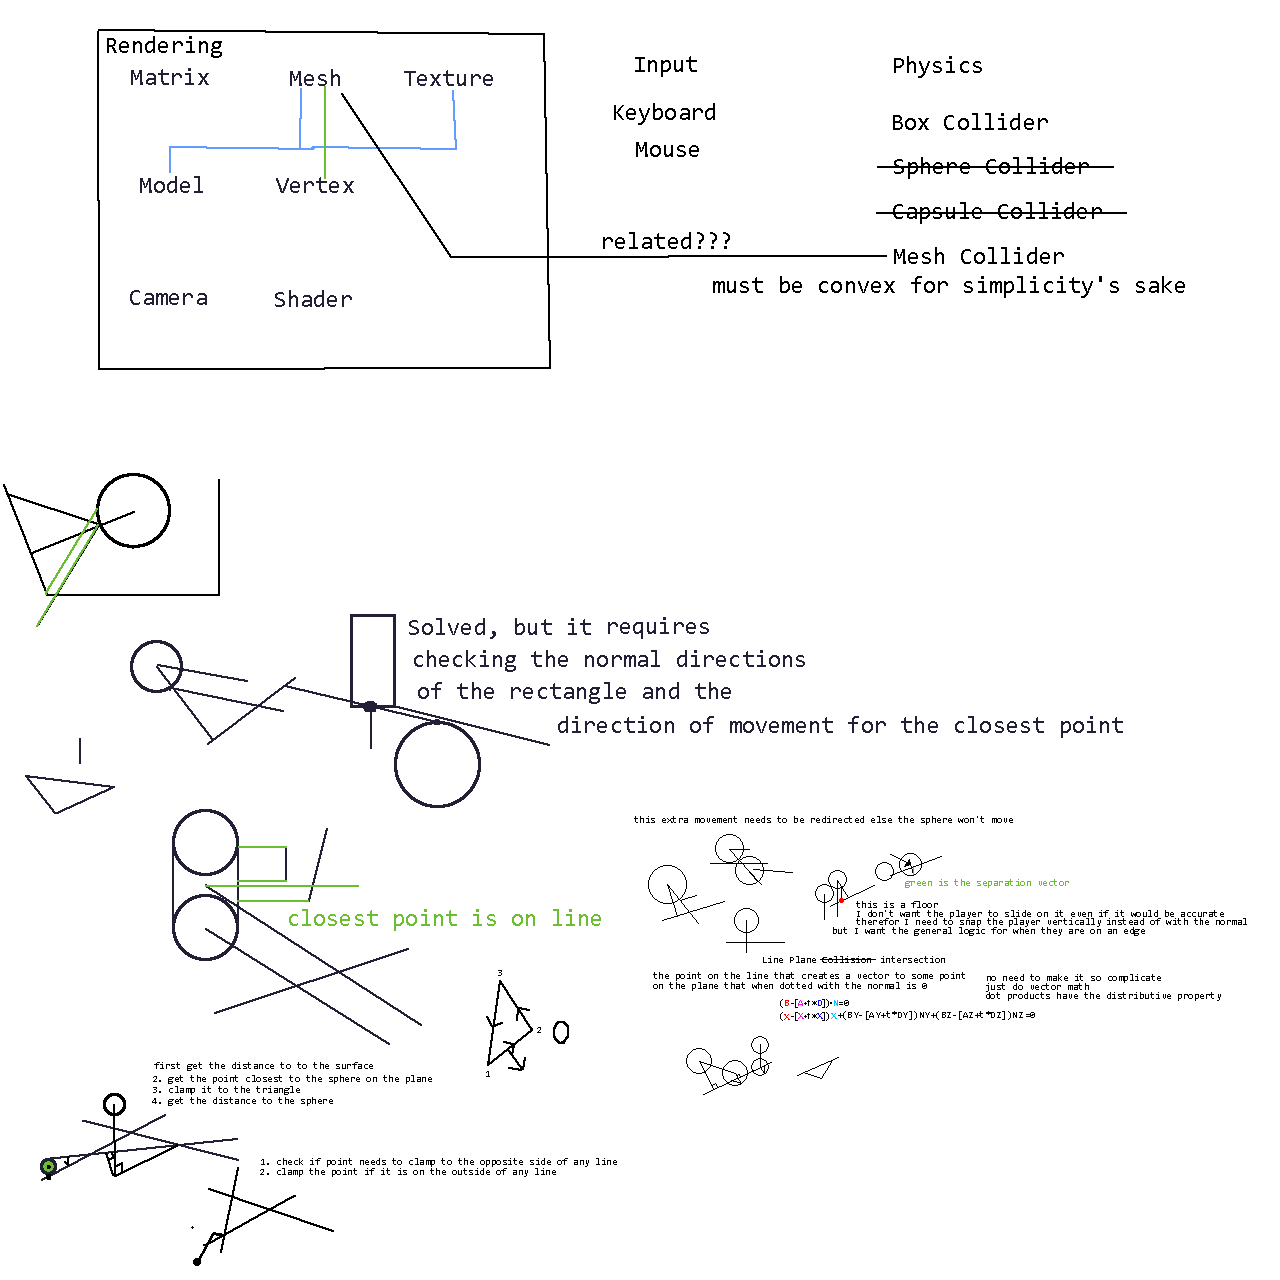 Rendering
Matrix
Mesh
Texture
Model
Vertex
Camera
Shader
Input
Keyboard
Mouse
Physics
Box Collider
Sphere Collider
Capsule Collider
related???
Mesh Collider
must be convex for simplicity's sake
Solved, but it requires
checking the normal directions
of the rectangle and the
direction of movement for the closest point
closest point is on line
this extra movement needs to be redirected else the sphere won't move
green is the separation vector
this is a floor
I don't want the player to slide on it even if it would be accurate
therefor I need to snap the player vertically instead of with the normal
but I want the general logic for when they are on an edge
Line Plane Collision intersection
the point on the line that creates a vector to some point
on the plane that when dotted with the normal is 0
no need to make it so complicate
just do vector math
dot products have the distributive property
(B-[A+t*D])·N=0
(X-[X+t*X])X+(BY-[AY+t*DY])NY+(BZ-[AZ+t*DZ])NZ=0
3
2
1
0
first get the distance to to the surface
2. get the point closest to the sphere on the plane
3. clamp it to the triangle
4. get the distance to the sphere
1. check if point needs to clamp to the opposite side of any line
2. clamp the point if it is on the outside of any line